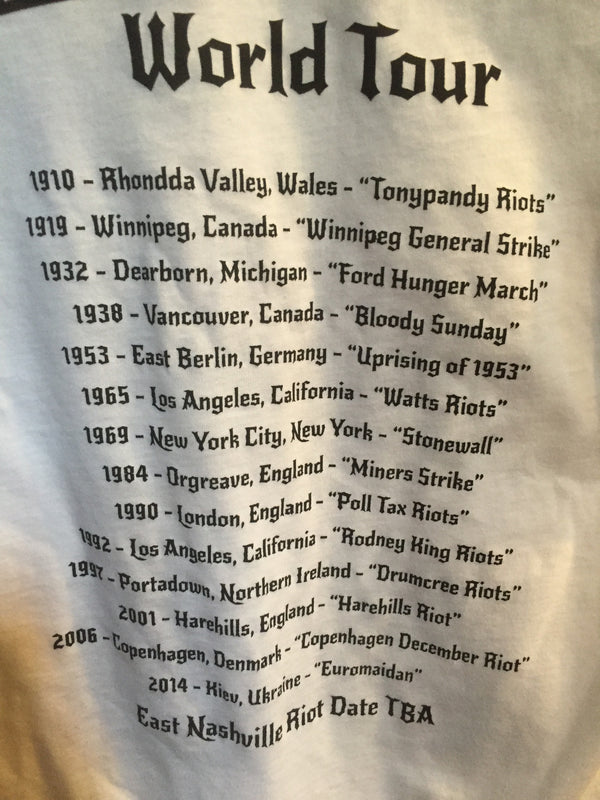 World Tour
1910 - Rhondda Valley, Wales - "Tonypandy Riots"
1919 - Winnipeg, Canada - "Winnipeg General Strike"
1932 - Dearborn, Michigan - "Ford Hunger March"
1938 - Vancouver, Canada - "Bloody Sunday"
1953 - East Berlin, Germany - "Uprising of 1953"
1965 - Los Angeles, California - "Watts Riots"
1969 - New York City, New York - "Stonewall"
1984 - Orgreave, England - "Miners Strike"
1990 - London, England - "Poll Tax Riots"
1992 - Los Angeles, California - "Rodney King Riots"
1997 - Portadown, Northern Ireland - "Drumcree Riots"
2001 - Harehills, England - "Harehills Riot"
2006 - Copenhagen, Denmark - "Copenhagen December Riot"
2014 - Kiev, Ukraine - "Euromaidan"
East Nashville Riot Date TBA